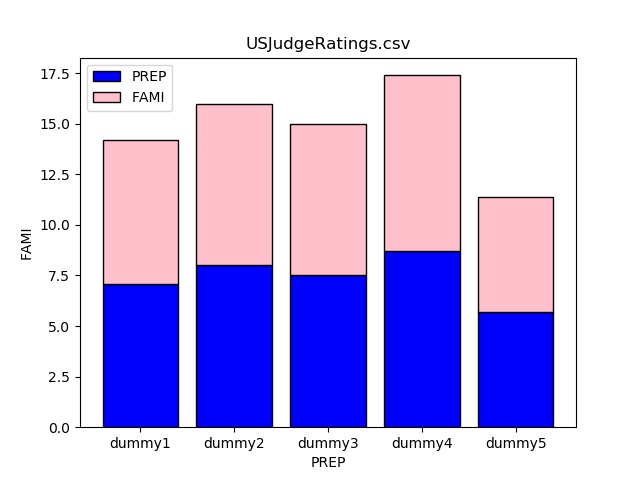 USJudgeRatings.csv
PREP
FAMI
17.5
15.0
12.5
10.0
7.5
5.0
2.5
0.0
FAMI
dummy1 dummy2 dummy3 dummy4 dummy5
PREP